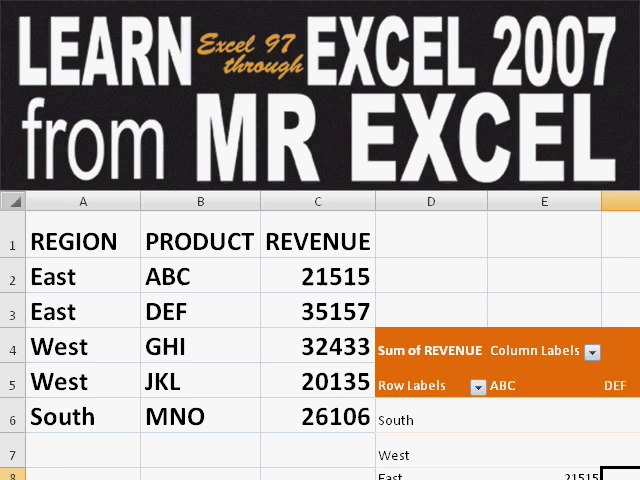 LEARN Excel 97 through EXCEL 2007
from MR EXCEL
A B C D E
1 REGION PRODUCT REVENUE
2 East ABC 21515
3 East DEF 35157
4 West GHI 32433 Sum of REVENUE Column Labels
5 West JKL 20135 Row Labels ABC DEF
6 South MNO 26106 South
7 West
8 East 21515